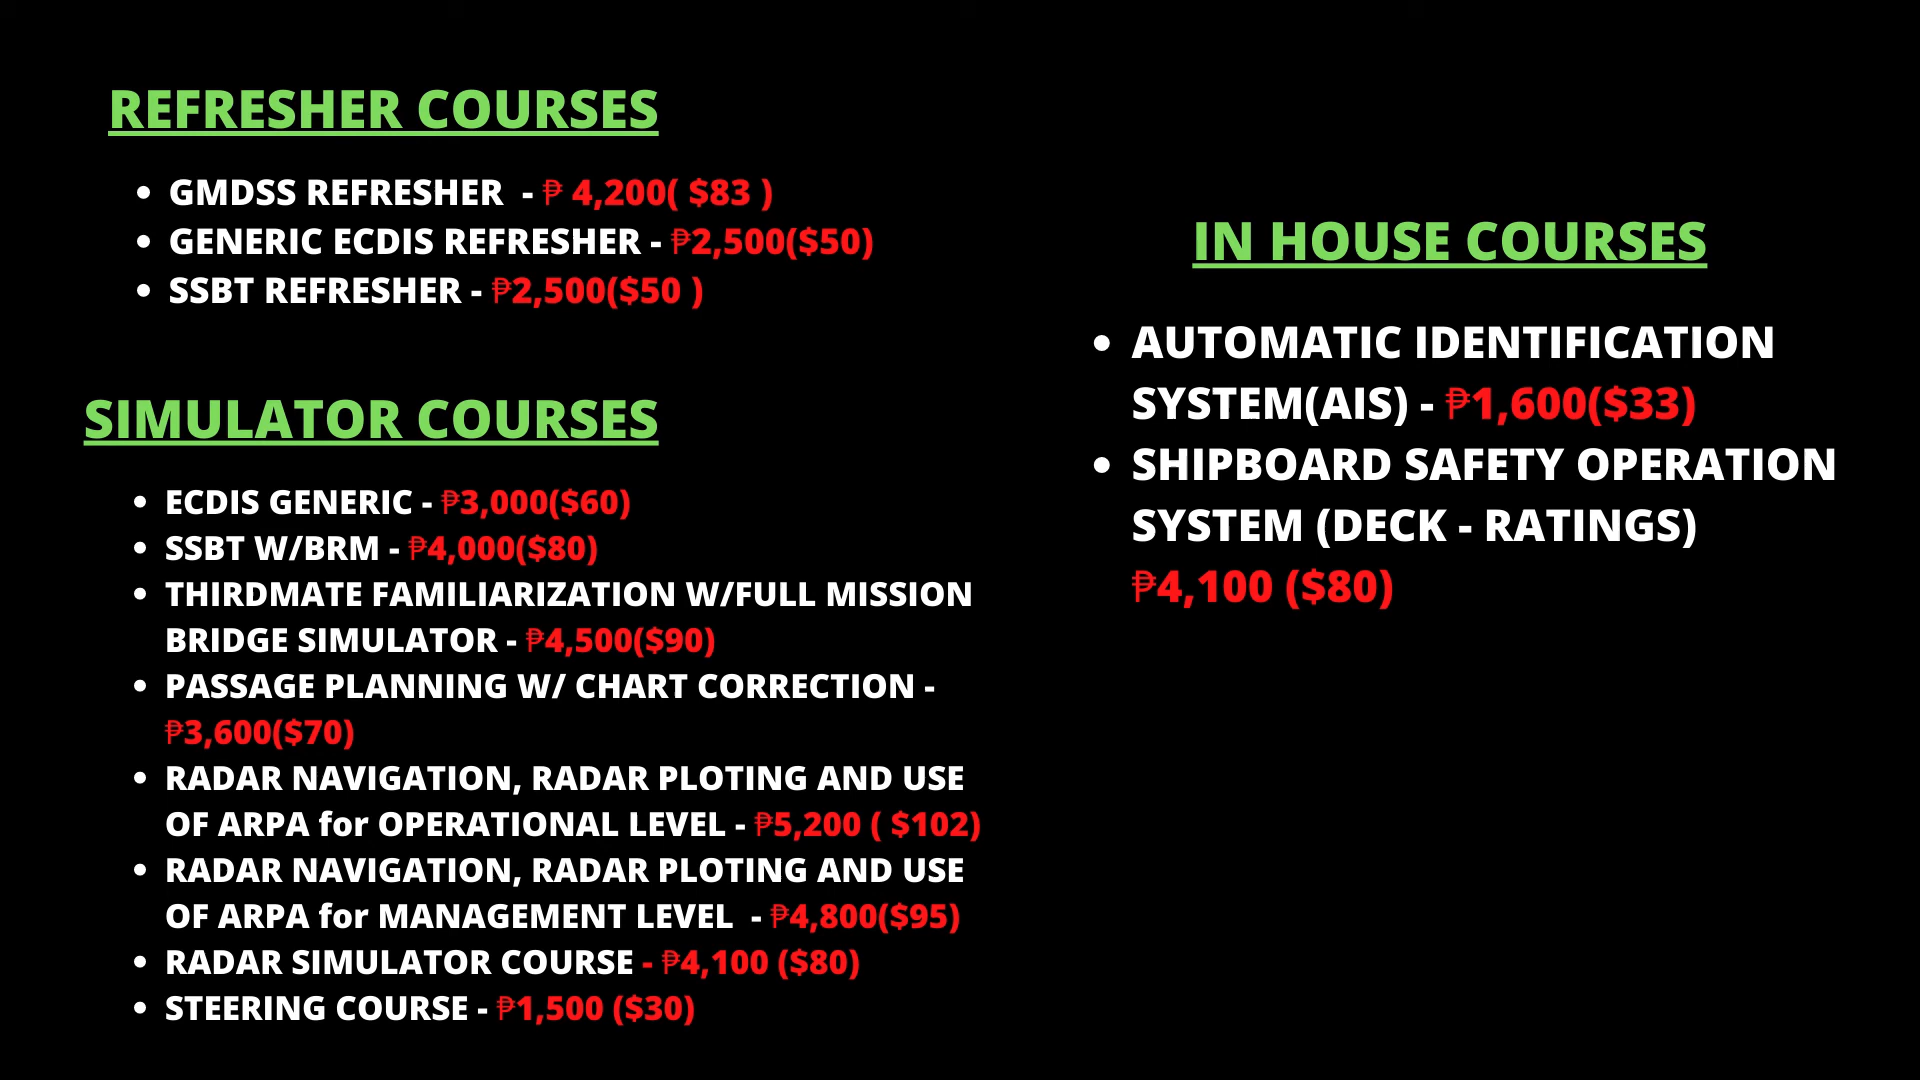 REFRESHER COURSES
• GMDSS REFRESHER - ₱ 4,200( $83 )
• GENERIC ECDIS REFRESHER - ₱2,500($50)
• SSBT REFRESHER - ₱2,500($50 )
SIMULATOR COURSES
• ECDIS GENERIC - ₱3,000($60)
• SSBT W/BRM - ₱4,000($80)
• THIRDMATE FAMILIARIZATION W/FULL MISSION
BRIDGE SIMULATOR - ₱4,500($90)
• PASSAGE PLANNING W/ CHART CORRECTION -
₱3,600($70)
• RADAR NAVIGATION, RADAR PLOTING AND USE
OF ARPA for OPERATIONAL LEVEL - ₱5,200 ( $102)
• RADAR NAVIGATION, RADAR PLOTING AND USE
OF ARPA for MANAGEMENT LEVEL - ₱4,800($95)
• RADAR SIMULATOR COURSE - ₱4,100 ($80)
• STEERING COURSE - ₱1,500 ($30)
IN HOUSE COURSES
• AUTOMATIC IDENTIFICATION
SYSTEM(AIS) - ₱1,600($33)
• SHIPBOARD SAFETY OPERATION
SYSTEM (DECK - RATINGS)
₱4,100 ($80)